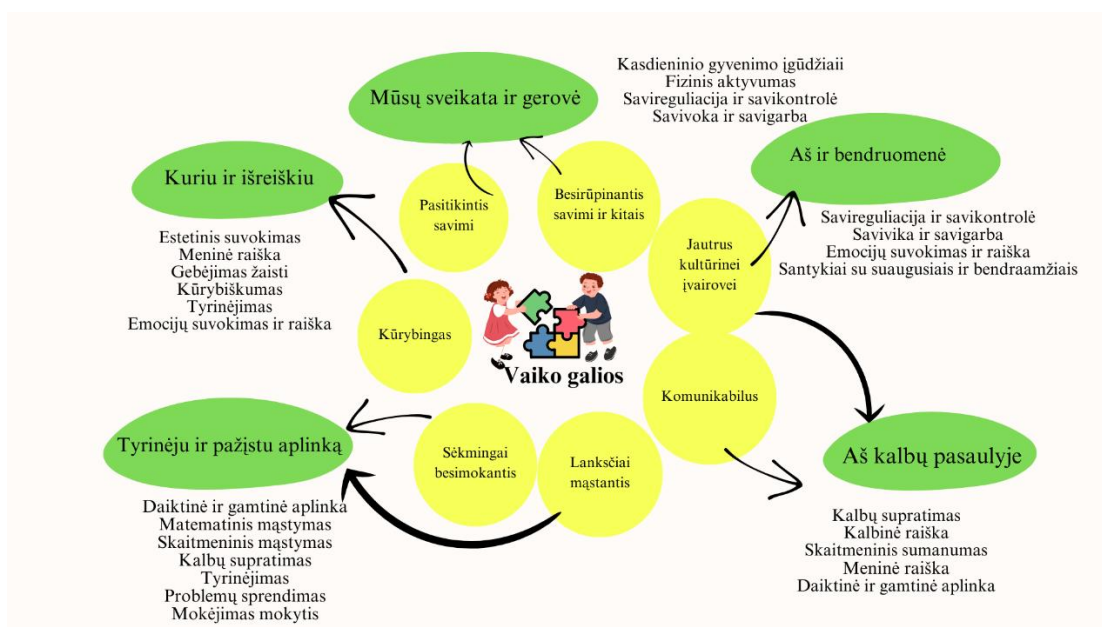 Mūsų sveikata ir gerovė
Kasdieninio gyvenimo įgūdžiaii
Fizinis aktyvumas
Savireguliacija ir savikontrolė
Savivoka ir savigarba
Kuriu ir išreiškiu
Estetinis suvokimas
Meninė raiška
Gebėjimas žaisti
Kūrybiškumas
Tyrinėjimas
Emocijų suvokimas ir raiška
Aš ir bendruomenė
Savireguliacija ir savikontrolė
Savivika ir savigarba
Emocijų suvokimas ir raiška
Santykiai su suaugusiais ir bendraamžiais
Pasitikintis
savimi
Besirūpinantis
savimi ir kitais
Jautrus
kultūrinei
įvairovei
Kūrybingas
Vaiko galios
Komunikabilus
Sėkmingai
besimokantis
Lanksčiai
mąstantis
Tyrinėju ir pažįstu aplinką
Daiktinė ir gamtinė aplinka
Matematinis mąstymas
Skaitmeninis mąstymas
Kalbų supratimas
Tyrinėjimas
Problemų sprendimas
Mokėjimas mokytis
Aš kalbų pasaulyje
Kalbų supratimas
Kalbinė raiška
Skaitmeninis sumanumas
Meninė raiška
Daiktinė ir gamtinė aplinka